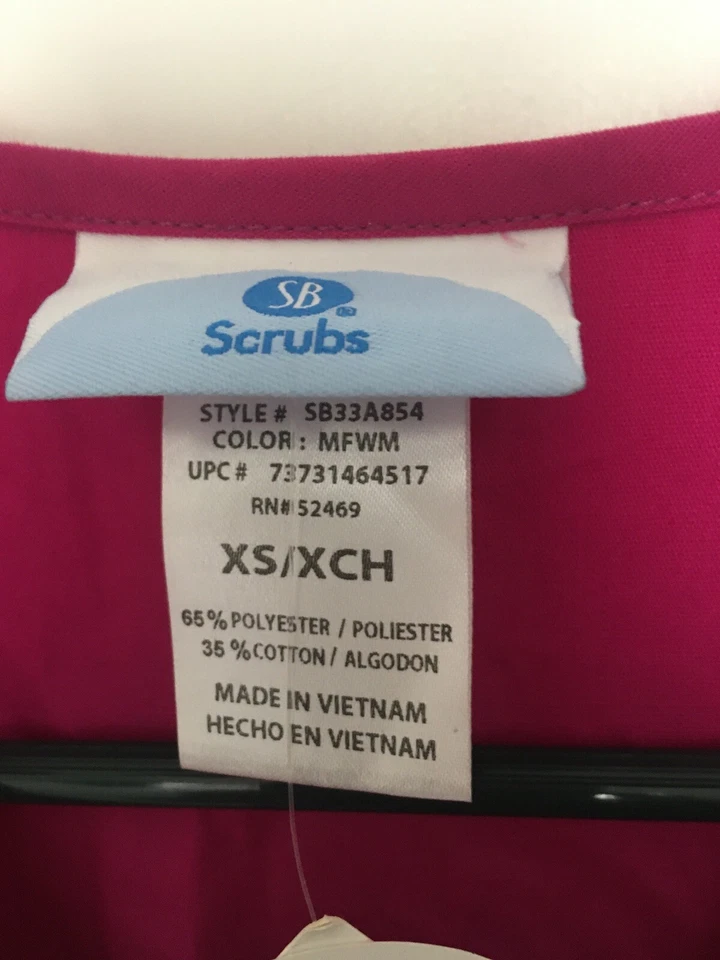 SB®
Scrubs
STYLE # SB33A854
COLOR : MFWM
UPC # 73731464517
RN# 52469
XS/XCH
65% POLYESTER / POLIESTER
35 %COTTON / ALGODON
MADE IN VIETNAM
HECHO EN VIETNAM